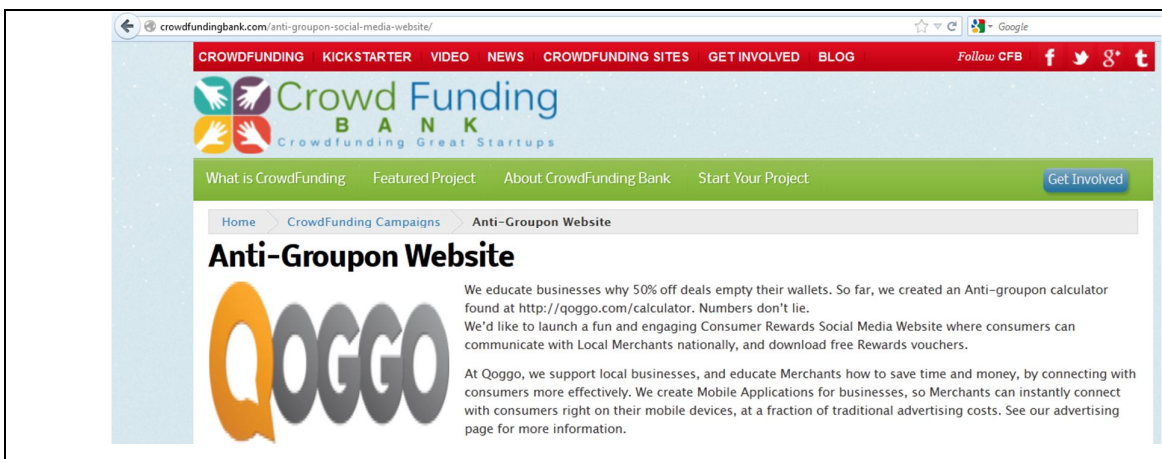 crowdfundingbank.com/anti-groupon-social-media-website/
Google
CROWDFUNDING KICKSTARTER VIDEO NEWS CROWDFUNDING SITES GET INVOLVED BLOG Follow CFB f g+ t
Crowd Funding
BANK
Crowdfunding Great Startups
What is CrowdFunding Featured Project About CrowdFunding Bank Start Your Project Get Involved
Home CrowdFunding Campaigns Anti-Groupon Website
Anti-Groupon Website
QOGGO
We educate businesses why 50% off deals empty their wallets. So far, we created an Anti-groupon calculator
found at http://qoggo.com/calculator. Numbers don't lie.
We'd like to launch a fun and engaging Consumer Rewards Social Media Website where consumers can
communicate with Local Merchants nationally, and download free Rewards vouchers.
At Qoggo, we support local businesses, and educate Merchants how to save time and money, by connecting with
consumers more effectively. We create Mobile Applications for businesses, so Merchants can instantly connect
with consumers right on their mobile devices, at a fraction of traditional advertising costs. See our advertising
page for more information.